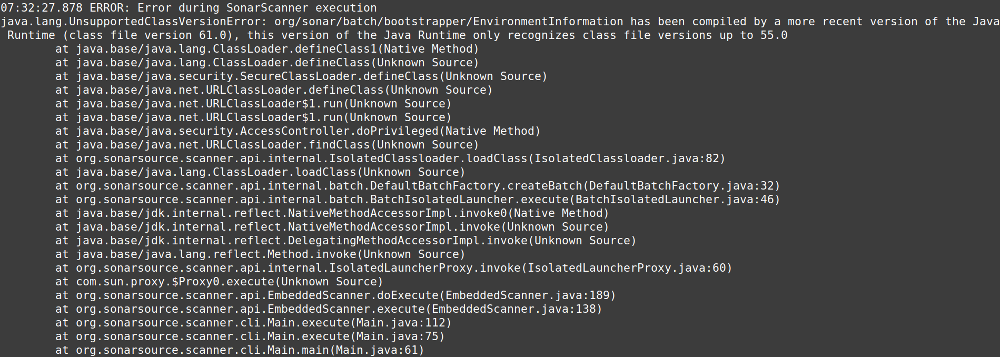 07:32:27.878 ERROR: Error during SonarScanner execution
java.lang.UnsupportedClassVersionError: org/sonar/batch/bootstrapper/EnvironmentInformation has been compiled by a more recent version of the Java
 Runtime (class file version 61.0), this version of the Java Runtime only recognizes class file versions up to 55.0
        at java.base/java.lang.ClassLoader.defineClass1(Native Method)
        at java.base/java.lang.ClassLoader.defineClass(Unknown Source)
        at java.base/java.security.SecureClassLoader.defineClass(Unknown Source)
        at java.base/java.net.URLClassLoader.defineClass(Unknown Source)
        at java.base/java.net.URLClassLoader$1.run(Unknown Source)
        at java.base/java.net.URLClassLoader$1.run(Unknown Source)
        at java.base/java.security.AccessController.doPrivileged(Native Method)
        at java.base/java.net.URLClassLoader.findClass(Unknown Source)
        at org.sonarsource.scanner.api.internal.IsolatedClassloader.loadClass(IsolatedClassloader.java:82)
        at java.base/java.lang.ClassLoader.loadClass(Unknown Source)
        at org.sonarsource.scanner.api.internal.batch.DefaultBatchFactory.createBatch(DefaultBatchFactory.java:32)
        at org.sonarsource.scanner.api.internal.batch.BatchIsolatedLauncher.execute(BatchIsolatedLauncher.java:46)
        at java.base/jdk.internal.reflect.NativeMethodAccessorImpl.invoke0(Native Method)
        at java.base/jdk.internal.reflect.NativeMethodAccessorImpl.invoke(Unknown Source)
        at java.base/jdk.internal.reflect.DelegatingMethodAccessorImpl.invoke(Unknown Source)
        at java.base/java.lang.reflect.Method.invoke(Unknown Source)
        at org.sonarsource.scanner.api.internal.IsolatedLauncherProxy.invoke(IsolatedLauncherProxy.java:60)
        at com.sun.proxy.$Proxy0.execute(Unknown Source)
        at org.sonarsource.scanner.api.EmbeddedScanner.doExecute(EmbeddedScanner.java:189)
        at org.sonarsource.scanner.api.EmbeddedScanner.execute(EmbeddedScanner.java:138)
        at org.sonarsource.scanner.cli.Main.execute(Main.java:112)
        at org.sonarsource.scanner.cli.Main.execute(Main.java:75)
        at org.sonarsource.scanner.cli.Main.main(Main.java:61)